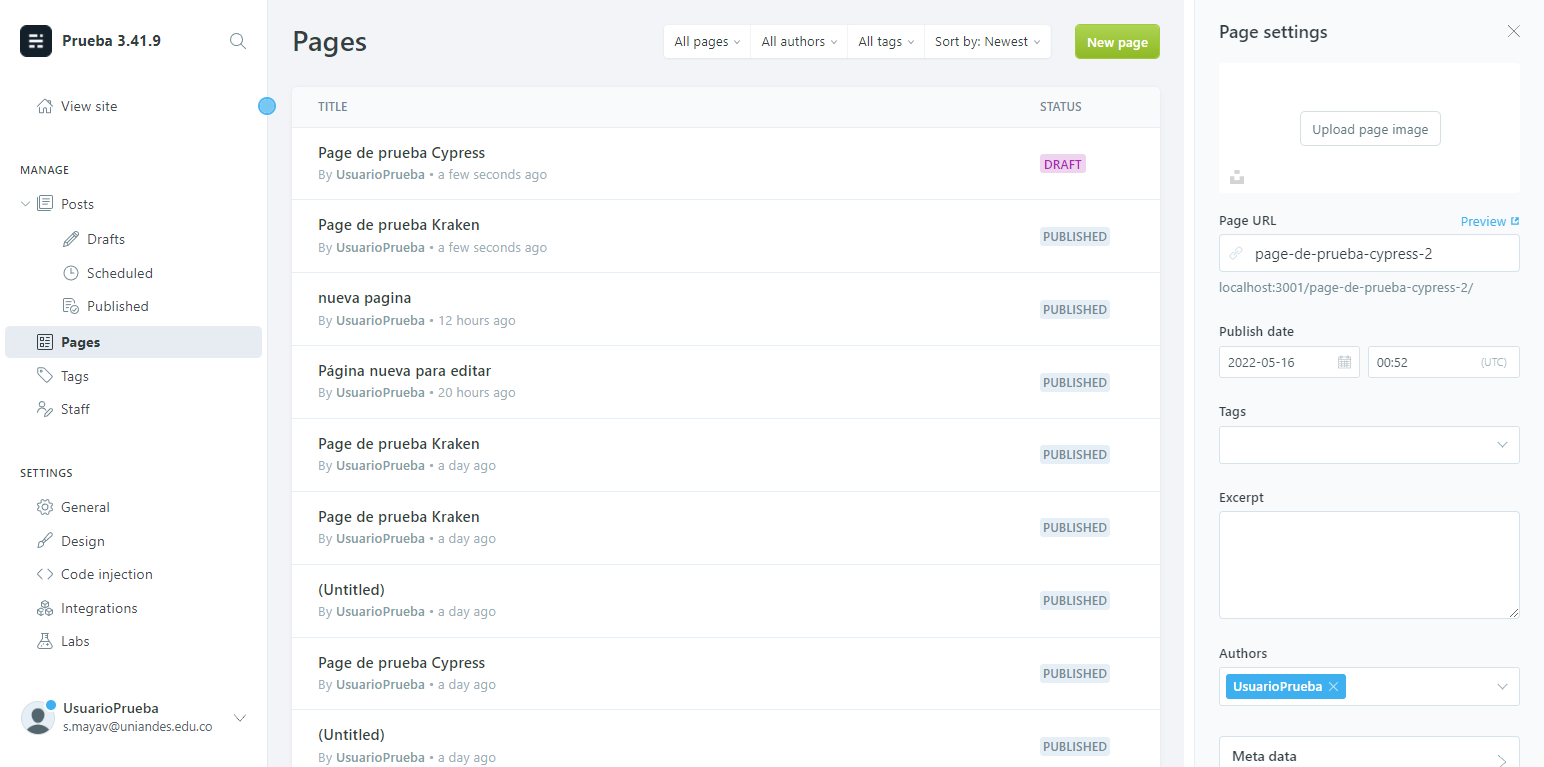 Prueba 3.41.9
View site
MANAGE
Posts
Drafts
Scheduled
Published
Pages
Tags
Staff
SETTINGS
General
Design
Code injection
Integrations
Labs
UsuarioPrueba
s.mayav@uniandes.edu.co
Pages
All pages All authors All tags Sort by: Newest New page
TITLE STATUS
Page de prueba Cypress
By UsuarioPrueba • a few seconds ago
DRAFT
Page de prueba Kraken
By UsuarioPrueba • a few seconds ago
PUBLISHED
nueva pagina
By UsuarioPrueba • 12 hours ago
PUBLISHED
Página nueva para editar
By UsuarioPrueba • 20 hours ago
PUBLISHED
Page de prueba Kraken
By UsuarioPrueba • a day ago
PUBLISHED
Page de prueba Kraken
By UsuarioPrueba • a day ago
PUBLISHED
(Untitled)
By UsuarioPrueba • a day ago
PUBLISHED
Page de prueba Cypress
By UsuarioPrueba • a day ago
PUBLISHED
(Untitled)
By UsuarioPrueba • a day ago
PUBLISHED
Page settings
Upload page image
Page URL Preview
page-de-prueba-cypress-2
localhost:3001/page-de-prueba-cypress-2/
Publish date
2022-05-16 00:52 (UTC)
Tags
Excerpt
Authors
UsuarioPrueba
Meta data